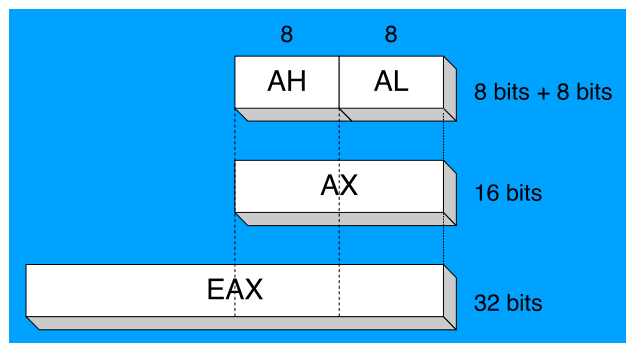 8 8
AH AL 8 bits + 8 bits
AX 16 bits
EAX 32 bits